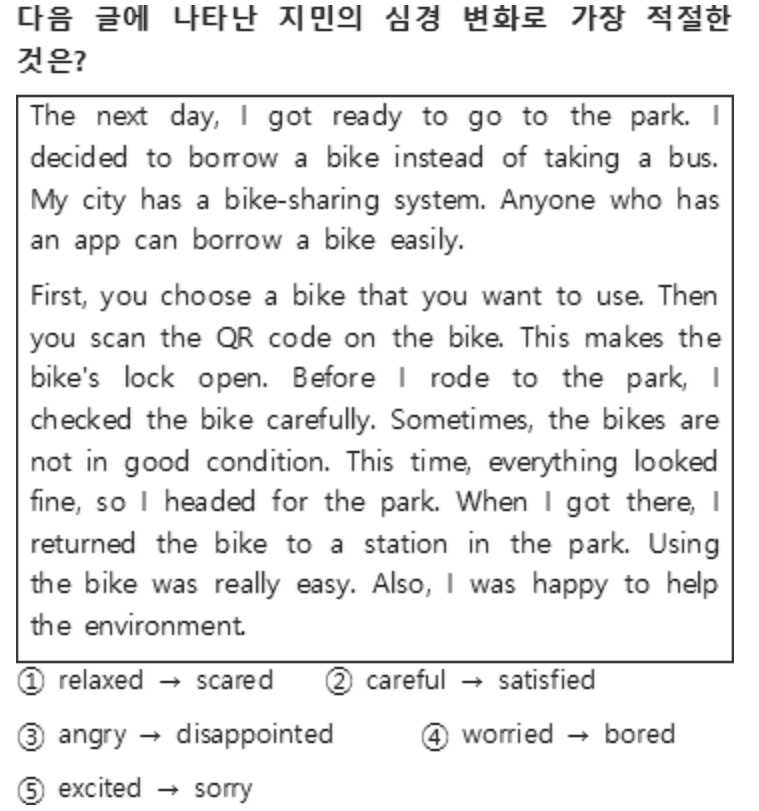 다음 글에 나타난 지민의 심경 변화로 가장 적절한
것은?
The next day, I got ready to go to the park. I
decided to borrow a bike instead of taking a bus.
My city has a bike-sharing system. Anyone who has
an app can borrow a bike easily.
First, you choose a bike that you want to use. Then
you scan the QR code on the bike. This makes the
bike's lock open. Before I rode to the park, I
checked the bike carefully. Sometimes, the bikes are
not in good condition. This time, everything looked
fine, so I headed for the park. When I got there, I
returned the bike to a station in the park. Using
the bike was really easy. Also, I was happy to help
the environment.
① relaxed → scared ② careful → satisfied
③ angry → disappointed ④ worried → bored
⑤ excited → sorry